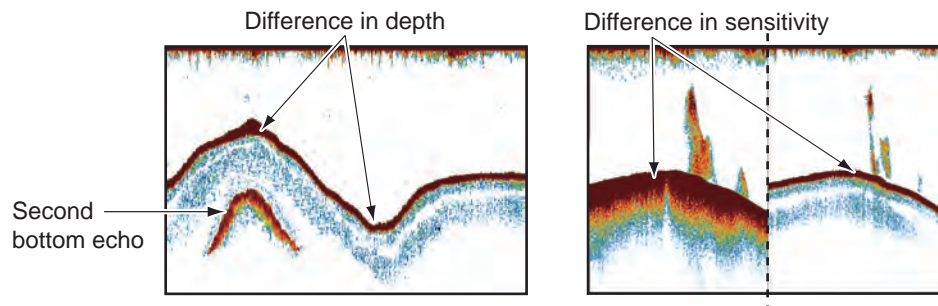 Difference in depth
Difference in sensitivity
Second
bottom echo